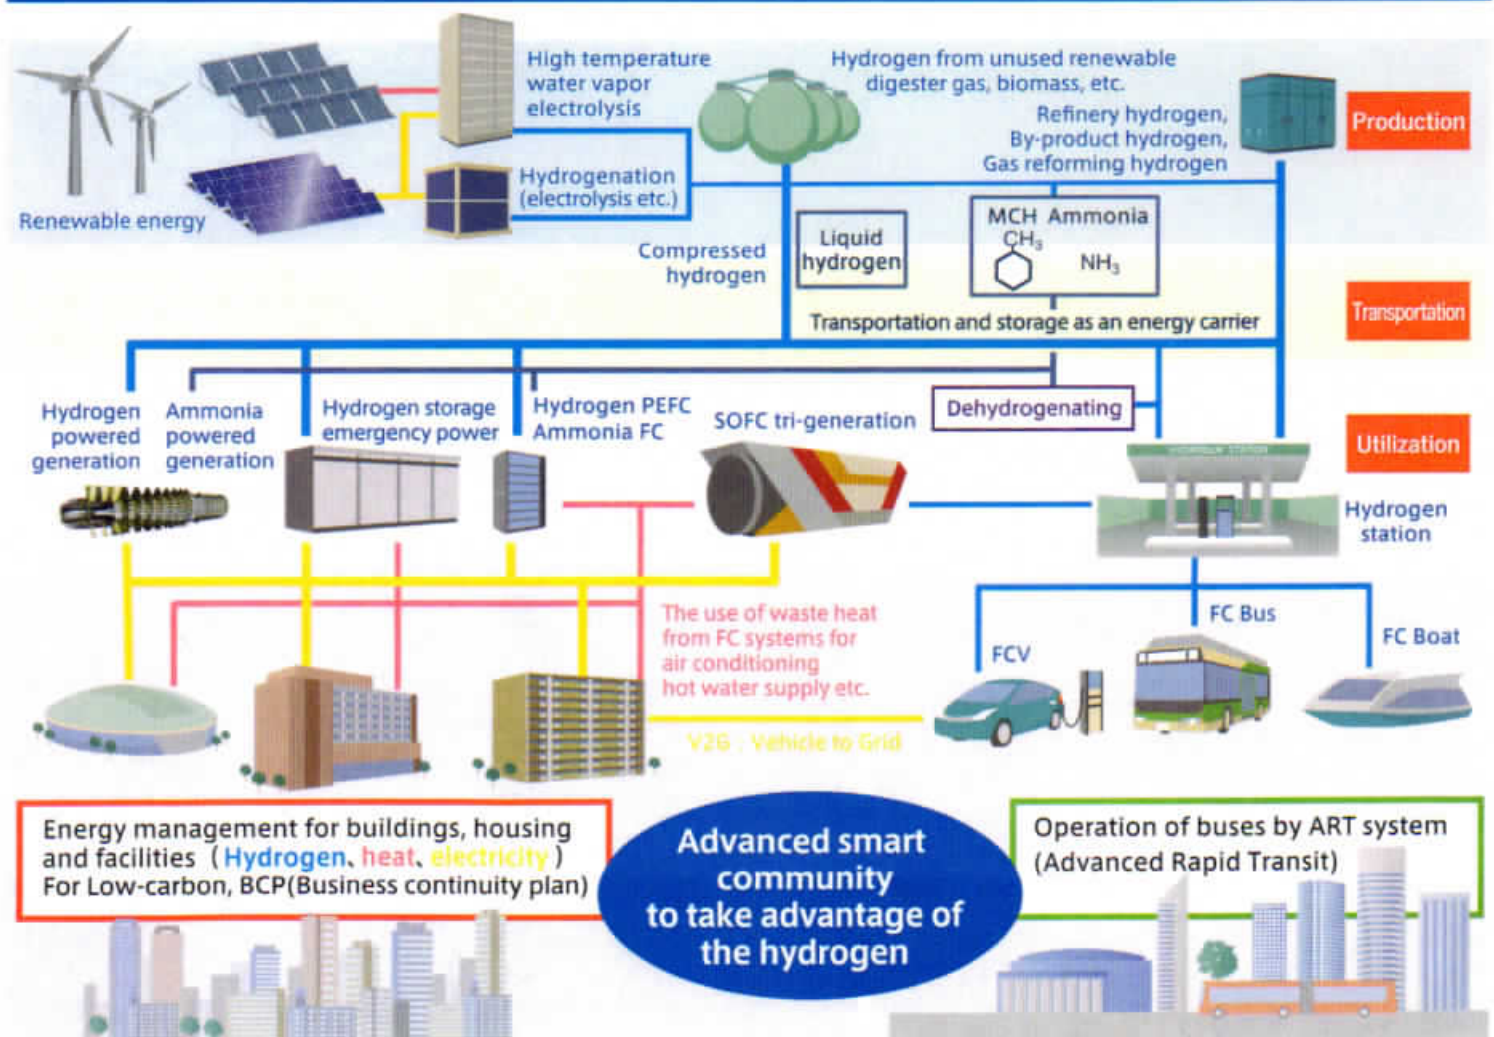 High temperature
water vapor
electrolysis
Hydrogen from unused renewable
digester gas, biomass, etc.
Refinery hydrogen,
By-product hydrogen,
Gas reforming hydrogen
Production
Renewable energy
Hydrogenation
(electrolysis etc.)
Compressed
hydrogen
Liquid
hydrogen
MCH Ammonia
CH₃
NH₃
Transportation and storage as an energy carrier
Transportation
Hydrogen
powered
generation
Ammonia
powered
generation
Hydrogen storage
emergency power
Hydrogen PEFC
Ammonia FC
SOFC tri-generation
Dehydrogenating
Utilization
HYDROGEN STATION
Hydrogen
station
The use of waste heat
from FC systems for
air conditioning
hot water supply etc.
FCV
FC Bus
FC Boat
V2G : Vehicle to Grid
Energy management for buildings, housing
and facilities (Hydrogen、heat、electricity)
For Low-carbon, BCP(Business continuity plan)
Advanced smart
community
to take advantage of
the hydrogen
Operation of buses by ART system
(Advanced Rapid Transit)